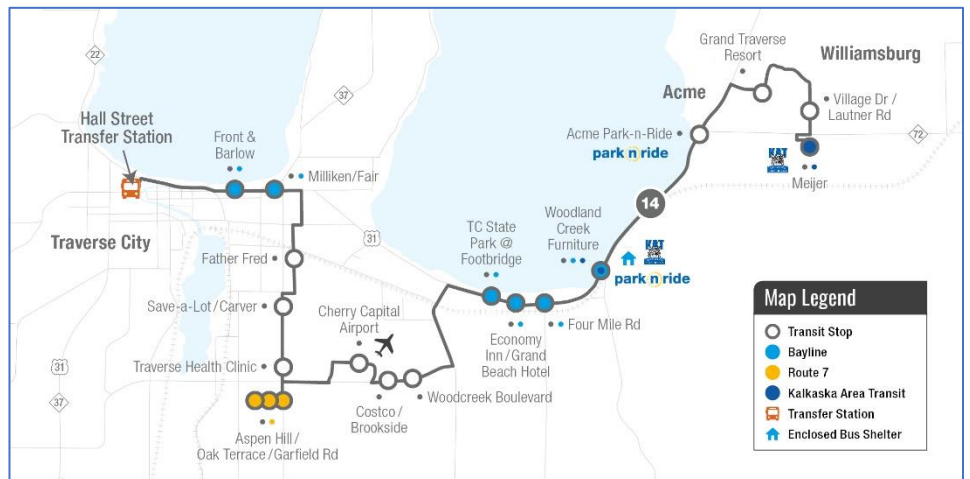 22
37
Hall Street
Transfer Station
Front &
Barlow
Milliken/Fair
Traverse City
31
Father Fred
Save-a-Lot/Carver
Traverse Health Clinic
31
37
Aspen Hill/
Oak Terrace/Garfield Rd
Cherry Capital
Airport
Costco/
Brookside
Woodcreek Boulevard
TC State
Park @
Footbridge
Economy
Inn/Grand
Beach Hotel
Four Mile Rd
Woodland
Creek
Furniture
KAT
park n ride
14
Acme Park-n-Ride
park n ride
Acme
Grand Traverse
Resort
Williamsburg
Village Dr /
Lautner Rd
72
KAT
Meijer
Map Legend
Transit Stop
Bayline
Route 7
Kalkaska Area Transit
Transfer Station
Enclosed Bus Shelter